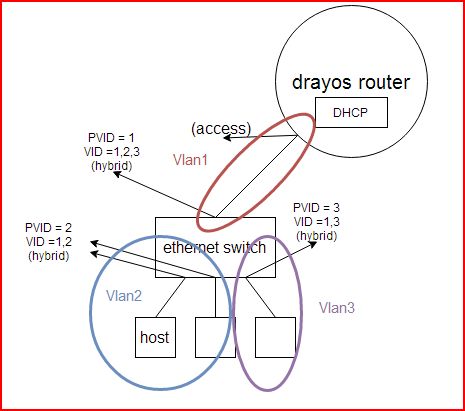 drayos router
DHCP
(access)
PVID = 1
VID =1,2,3
(hybrid)
Vlan1
PVID = 3
VID =1,3
(hybrid)
PVID = 2
VID =1,2
(hybrid)
ethernet switch
Vlan2
Vlan3
host